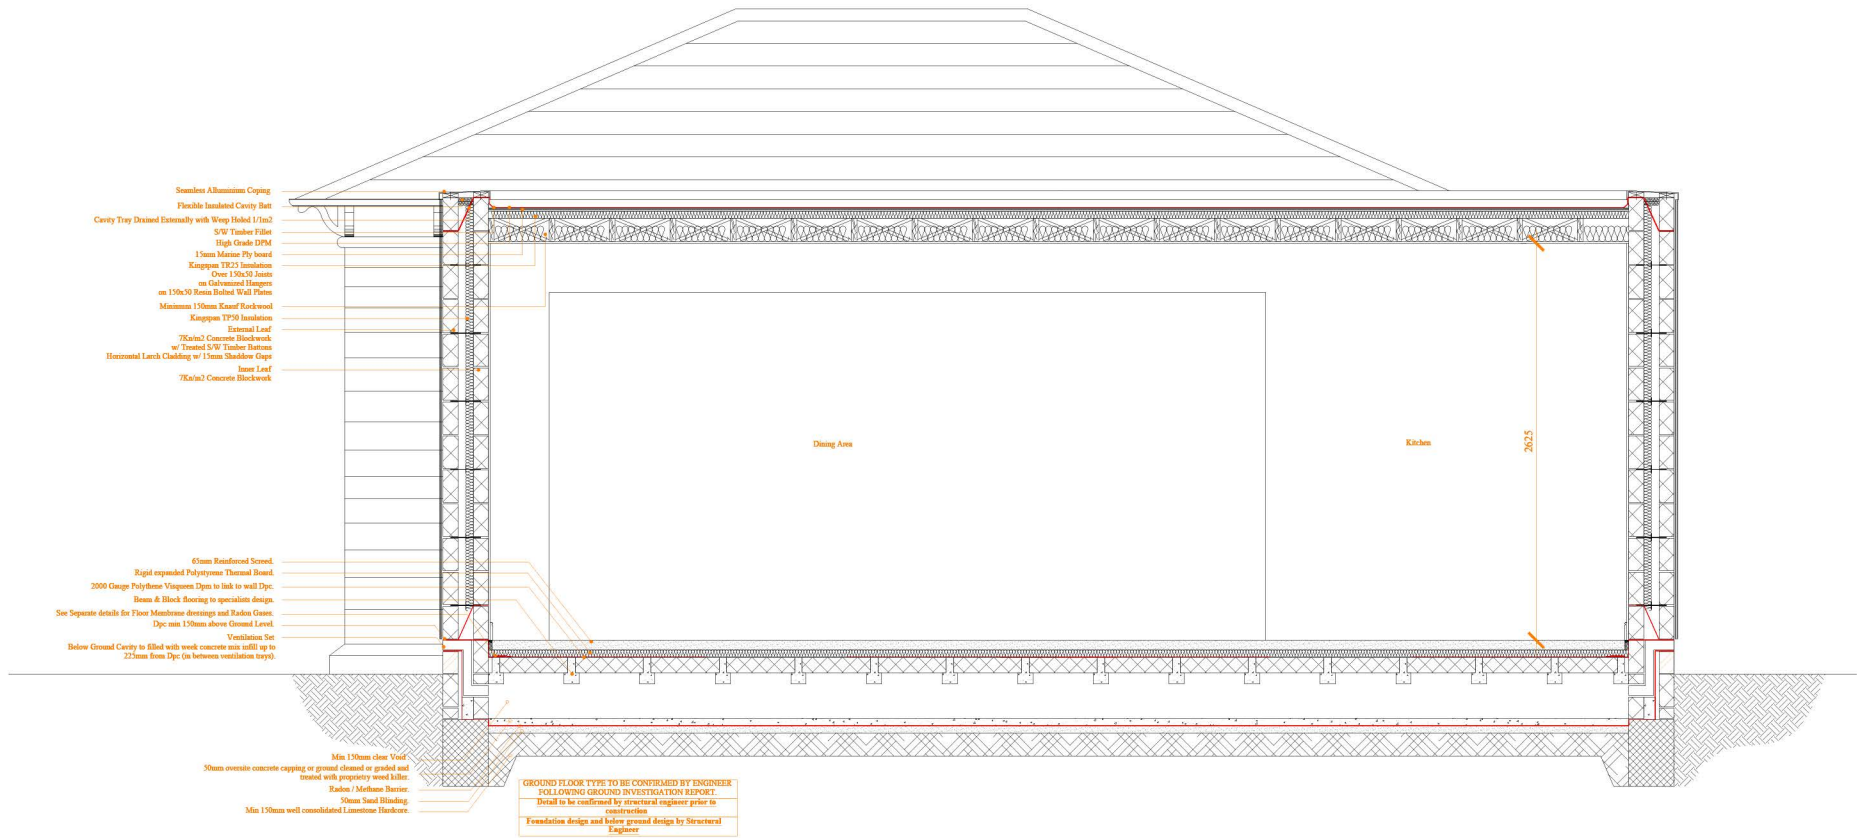 Seamless Alluminium Coping
Flexible Insulated Cavity Batt
Cavity Tray Drained Externally with Weep Holed 1/1m2
S/W Timber Fillet
High Grade DPM
15mm Marine Ply board
Kingspan TR25 Insulation
Over 150x50 Joists
on Galvanized Hangers
on 150x50 Resin Bolted Wall Plates
Minimum 150mm Knauf Rockwool
Kingspan TP50 Insulation
External Leaf
7Kn/m2 Concrete Blockwork
w/ Treated S/W Timber Battons
Horizontal Larch Cladding w/ 15mm Shaddow Gaps
Inner Leaf
7Kn/m2 Concrete Blockwork
Dining Area
Kitchen
2625
65mm Reinforced Screed.
Rigid expanded Polystyrene Thermal Board.
2000 Gauge Polythene Visqueen Dpm to link to wall Dpc.
Beam & Block flooring to specialists design.
See Separate details for Floor Membrane dressings and Radon Gases.
Dpc min 150mm above Ground Level.
Ventilation Set
Below Ground Cavity to filled with week concrete mix infill up to
225mm from Dpc (in between ventilation trays).
Min 150mm clear Void.
50mm oversite concrete capping or ground cleaned or graded and
treated with propriety weed killer.
Radon / Methane Barrier.
50mm Sand Blinding.
Min 150mm well consolidated Limestone Hardcore.
GROUND FLOOR TYPE TO BE CONFIRMED BY ENGINEER
FOLLOWING GROUND INVESTIGATION REPORT.
Detail to be confirmed by structural engineer prior to
construction
Foundation design and below ground design by Structural
Engineer